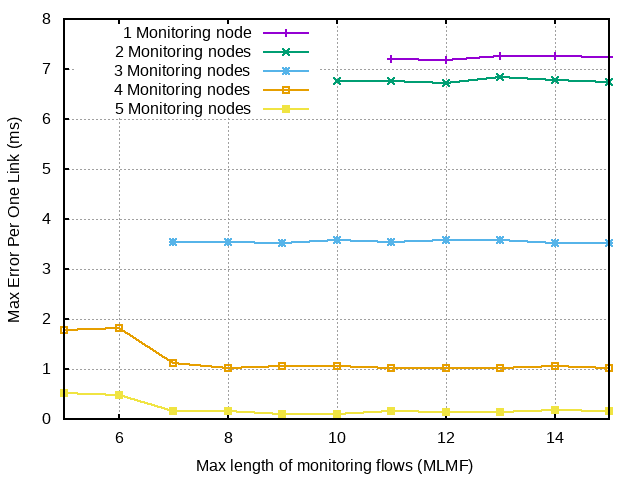 8
7
6
5
4
3
2
1
0
Max Error Per One Link (ms)
1 Monitoring node
2 Monitoring nodes
3 Monitoring nodes
4 Monitoring nodes
5 Monitoring nodes
6 8 10 12 14
Max length of monitoring flows (MLMF)